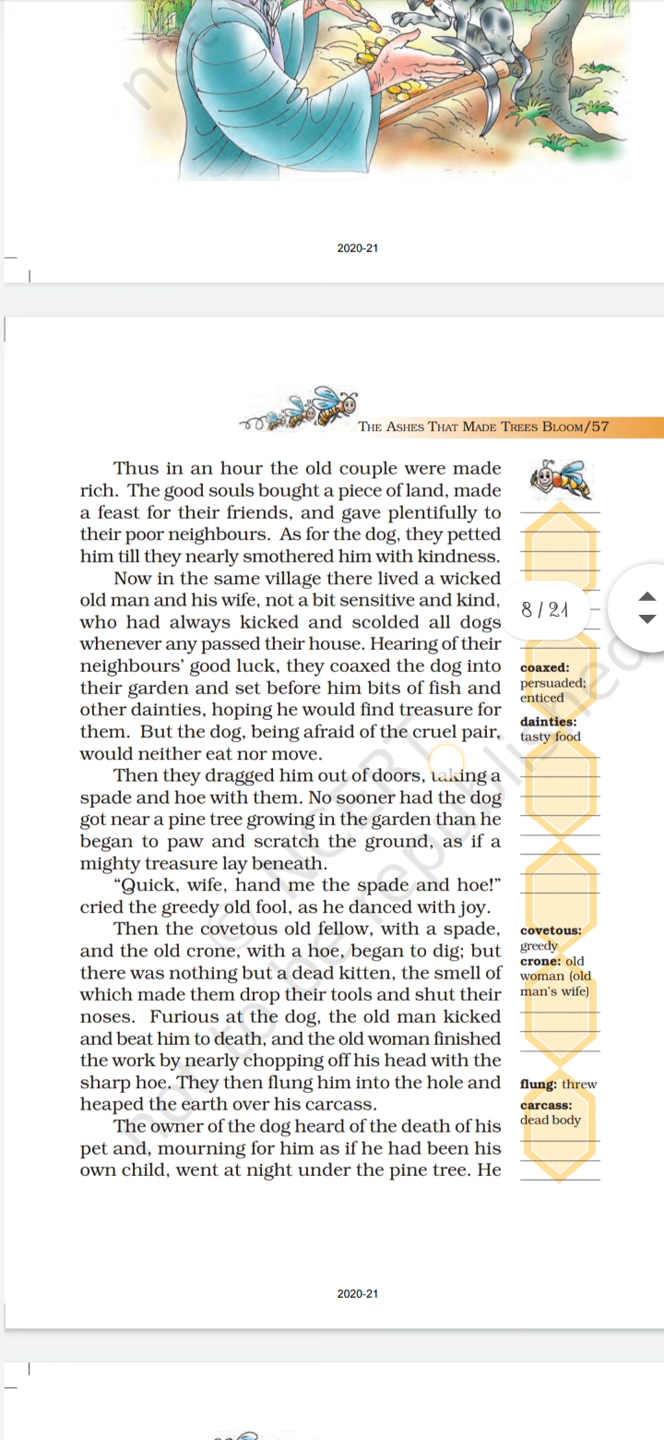 2020-21
THE ASHES THAT MADE TREES BLOOM/57
Thus in an hour the old couple were made
rich. The good souls bought a piece of land, made
a feast for their friends, and gave plentifully to
their poor neighbours. As for the dog, they petted
him till they nearly smothered him with kindness.
Now in the same village there lived a wicked
old man and his wife, not a bit sensitive and kind,
who had always kicked and scolded all dogs
whenever any passed their house. Hearing of their
neighbours' good luck, they coaxed the dog into
their garden and set before him bits of fish and
other dainties, hoping he would find treasure for
them. But the dog, being afraid of the cruel pair,
would neither eat nor move.
Then they dragged him out of doors, taking a
spade and hoe with them. No sooner had the dog
got near a pine tree growing in the garden than he
began to paw and scratch the ground, as if a
mighty treasure lay beneath.
“Quick, wife, hand me the spade and hoe!”
cried the greedy old fool, as he danced with joy.
Then the covetous old fellow, with a spade,
and the old crone, with a hoe, began to dig; but
there was nothing but a dead kitten, the smell of
which made them drop their tools and shut their
noses. Furious at the dog, the old man kicked
and beat him to death, and the old woman finished
the work by nearly chopping off his head with the
sharp hoe. They then flung him into the hole and
heaped the earth over his carcass.
The owner of the dog heard of the death of his
pet and, mourning for him as if he had been his
own child, went at night under the pine tree. He
8/21
coaxed:
persuaded;
enticed
dainties:
tasty food
covetous:
greedy
crone: old
woman (old
man's wife)
flung: threw
carcass:
dead body
© NCERT
not to be republished
2020-21